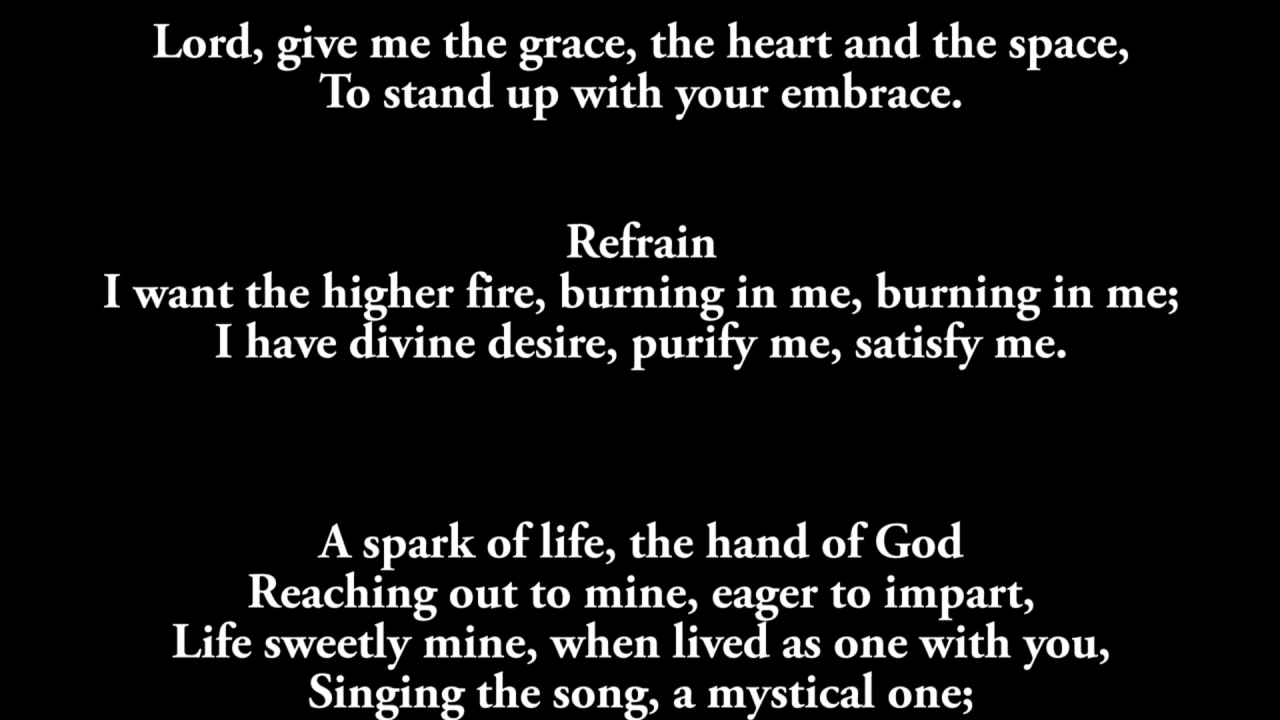 Lord, give me the grace, the heart and the space,
To stand up with your embrace.
Refrain
I want the higher fire, burning in me, burning in me;
I have divine desire, purify me, satisfy me.
A spark of life, the hand of God
Reaching out to mine, eager to impart,
Life sweetly mine, when lived as one with you,
Singing the song, a mystical one;